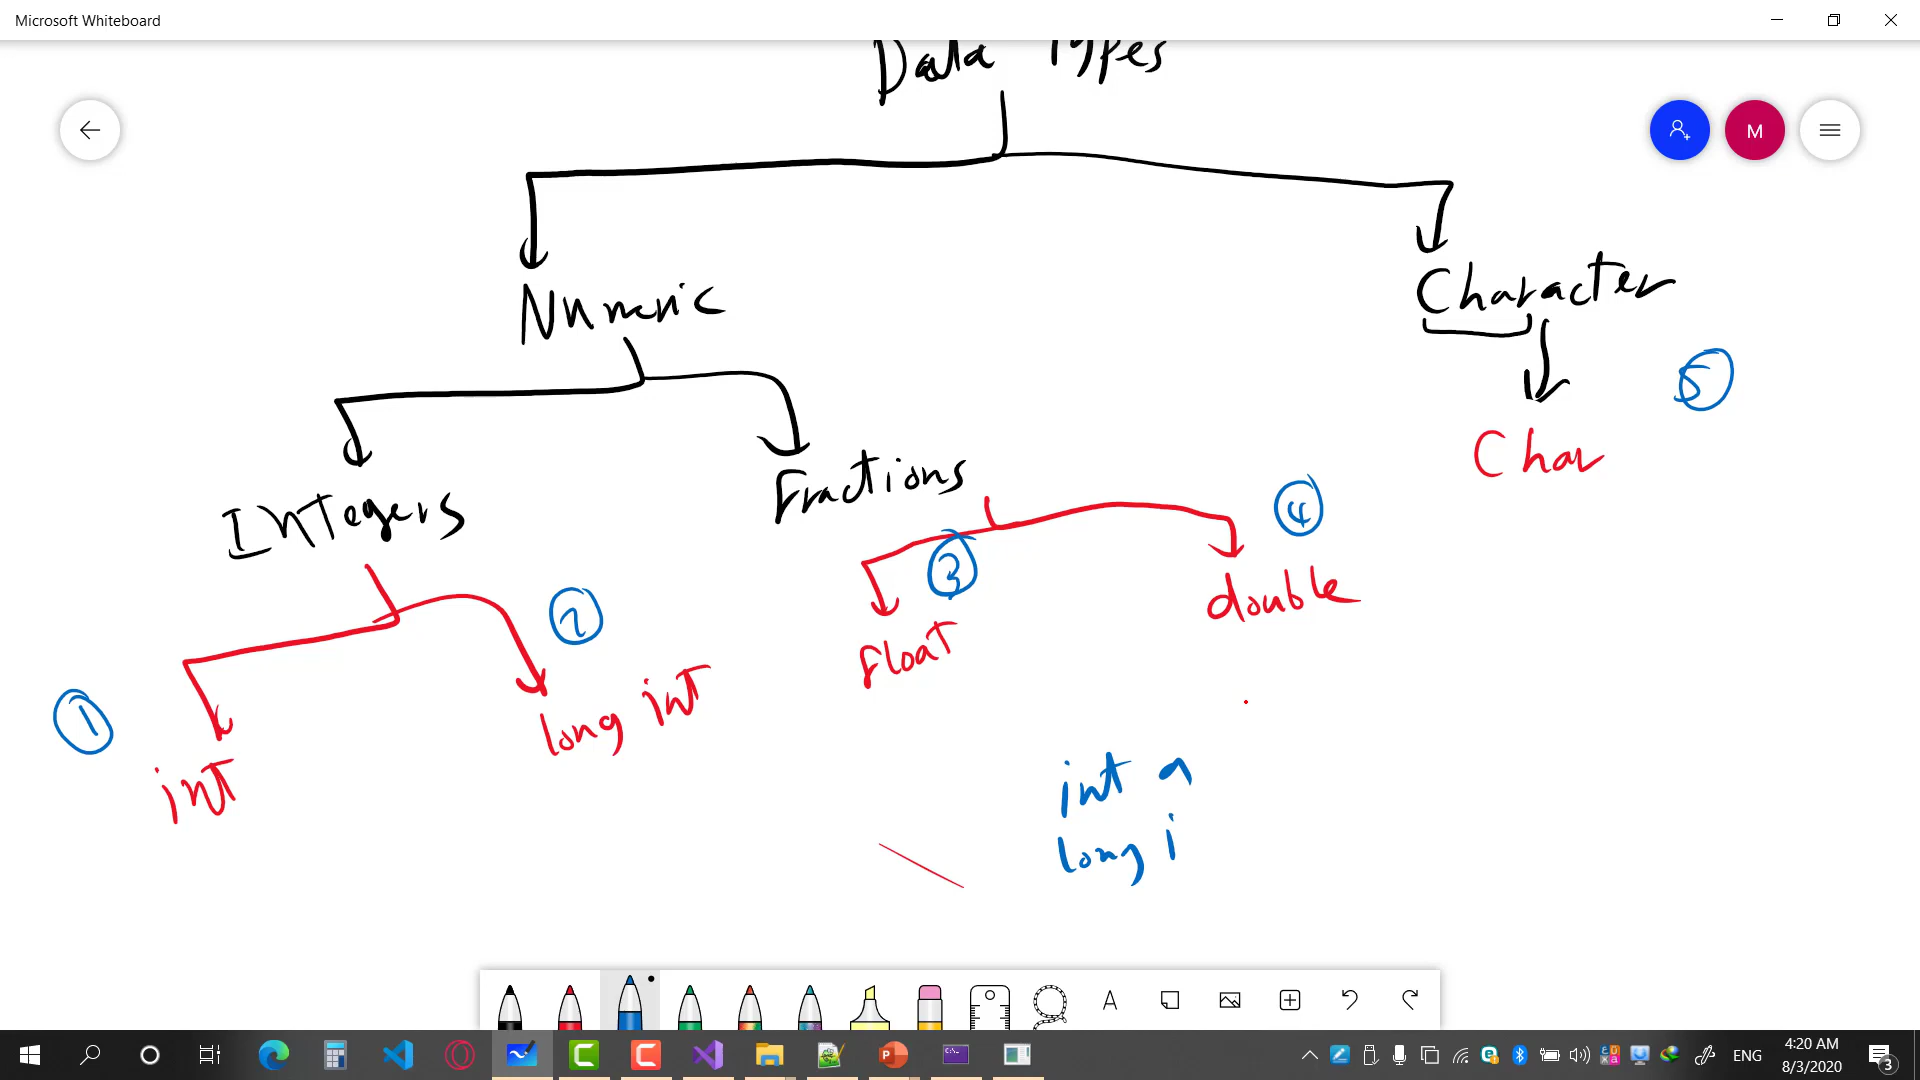 Microsoft Whiteboard
Data Types
M
Numeric
Character
5
Char
Integers
Fractions
4
3
double
2
float
1
long int
int
int a
long i
A
ENG
4:20 AM
8/3/2020
3